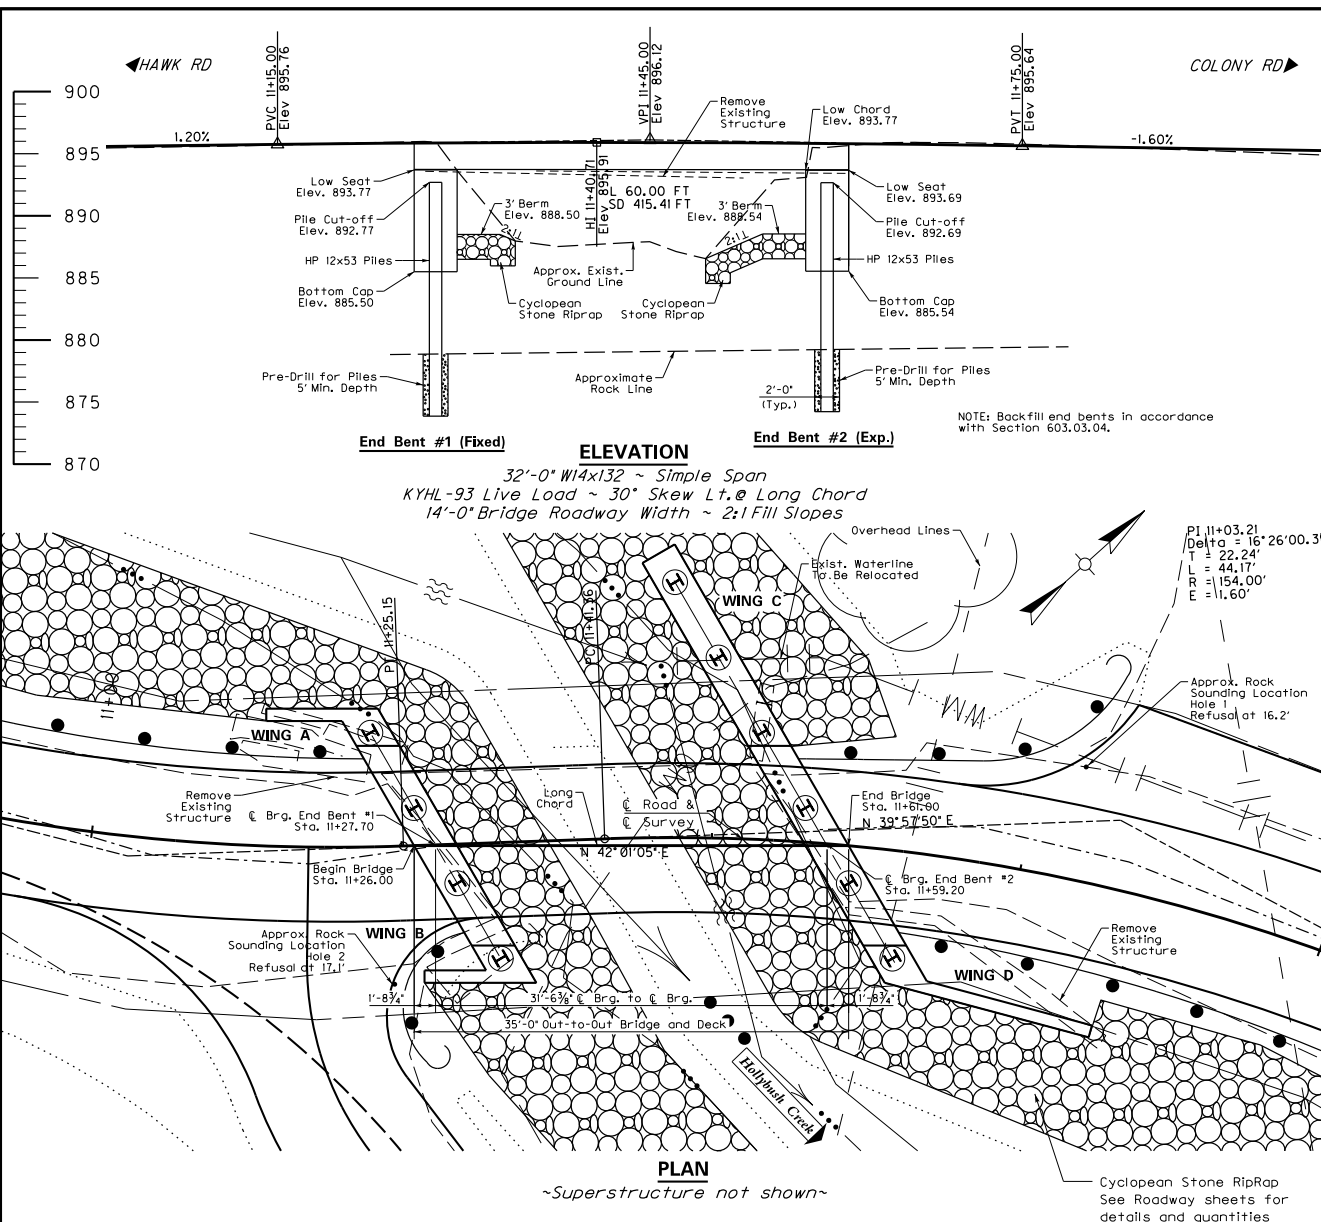 HAWK RD
COLONY RD
PVC 11+15.00
Elev 895.76
VPI 11+45.00
Elev 896.12
PVT 11+75.00
Elev 895.64
900
895
890
885
880
875
870
1.20%
-1.60%
Remove
Existing
Structure
Low Chord
Elev. 893.77
HI 11+40.71
Elev 895.91
L 60.00 FT
SD 415.41 FT
Low Seat
Elev. 893.77
Pile Cut-off
Elev. 892.77
HP 12x53 Piles
Bottom Cap
Elev. 885.50
3' Berm
Elev. 888.50
2:1
Approx. Exist.
Ground Line
Cyclopean
Stone Riprap
Cyclopean
Stone Riprap
3' Berm
Elev. 888.54
2:1
Low Seat
Elev. 893.69
Pile Cut-off
Elev. 892.69
HP 12x53 Piles
Bottom Cap
Elev. 885.54
Pre-Drill for Piles
5' Min. Depth
Approximate
Rock Line
2'-0"
(Typ.)
Pre-Drill for Piles
5' Min. Depth
NOTE: Backfill end bents in accordance
with Section 603.03.04.
End Bent #1 (Fixed)
End Bent #2 (Exp.)
ELEVATION
32'-0" W14x132 ~ Simple Span
KYHL-93 Live Load ~ 30° Skew Lt.@ Long Chord
14'-0" Bridge Roadway Width ~ 2:1 Fill Slopes
Overhead Lines
Exist. Waterline
To Be Relocated
PI 11+03.21
Delta = 16°26'00.3"
T = 22.24'
L = 44.17'
R = 154.00'
E = 1.60'
11+00
PT 11+25.15
PC 11+41.36
WING A
WING C
Approx. Rock
Sounding Location
Hole 1
Refusal at 16.2'
Remove
Existing
Structure
℄ Brg. End Bent #1
Sta. 11+27.70
Long
Chord
℄ Road &
℄ Survey
End Bridge
Sta. 11+61.00
N 39°57'50" E
N 42°01'05" E
Begin Bridge
Sta. 11+26.00
℄ Brg. End Bent #2
Sta. 11+59.20
Approx. Rock
Sounding Location
Hole 2
Refusal at 17.1'
WING B
WING D
Remove
Existing
Structure
1'-8¾"
31'-6⅜" ℄ Brg. to ℄ Brg.
1'-8¾"
35'-0" Out-to-Out Bridge and Deck
Hollybush Creek
PLAN
~Superstructure not shown~
Cyclopean Stone RipRap
See Roadway sheets for
details and quantities